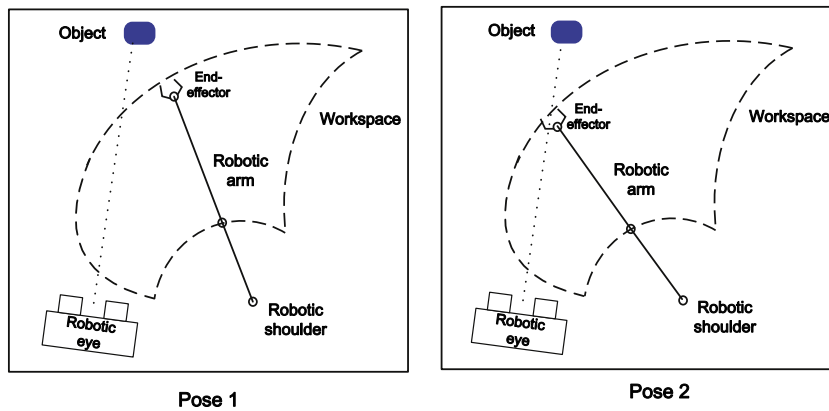 Object
End-
effector
Workspace
Robotic
arm
Robotic
eye
Robotic
shoulder
Pose 1
Object
End-
effector
Workspace
Robotic
arm
Robotic
eye
Robotic
shoulder
Pose 2